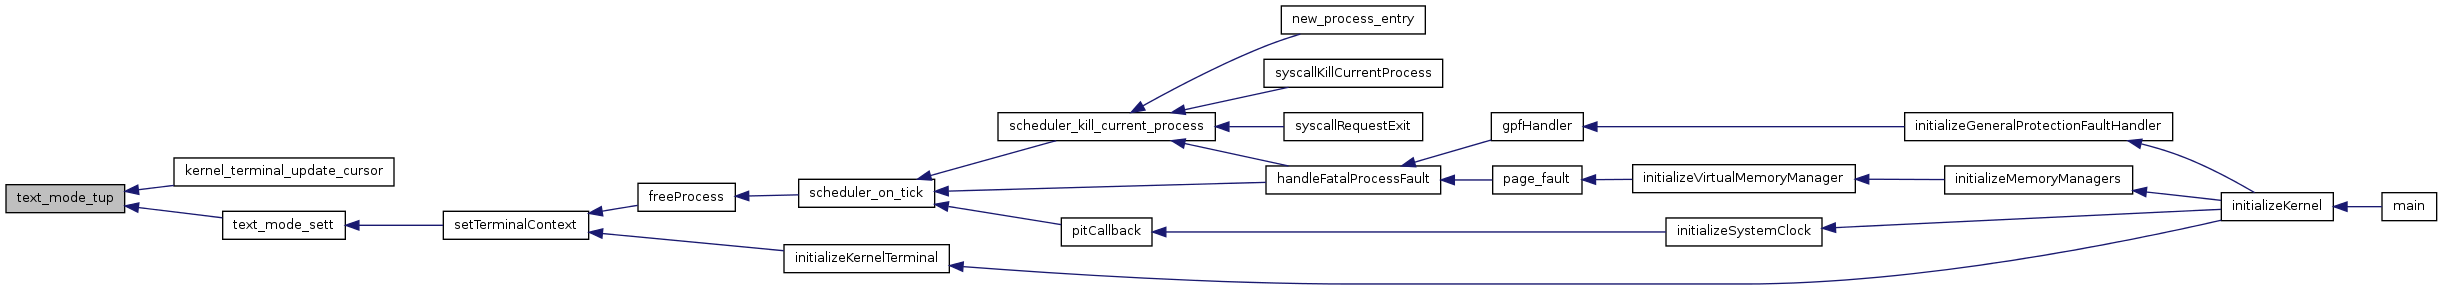 new_process_entry
syscallKillCurrentProcess
scheduler_kill_current_process
syscallRequestExit
gpfHandler
initializeGeneralProtectionFaultHandler
kernel_terminal_update_cursor
handleFatalProcessFault
page_fault
initializeVirtualMemoryManager
initializeMemoryManagers
text_mode_tup
freeProcess
scheduler_on_tick
initializeKernel
main
text_mode_sett
setTerminalContext
pitCallback
initializeSystemClock
initializeKernelTerminal